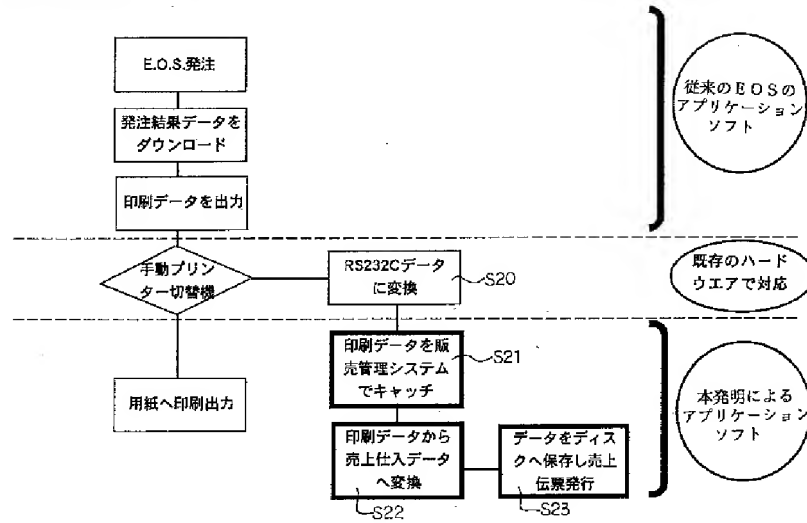 E.O.S.発注
発注結果データを
ダウンロード
印刷データを出力
従来のEOSの
アプリケーション
ソフト
手動プリン
ター切替機
RS232Cデータ
に変換
S20
既存のハード
ウエアで対応
印刷データを販
売管理システム
でキャッチ
S21
用紙へ印刷出力
印刷データから
売上仕入データ
へ変換
S22
データをディス
クへ保存し売上
伝票発行
S23
本発明による
アプリケーション
ソフト